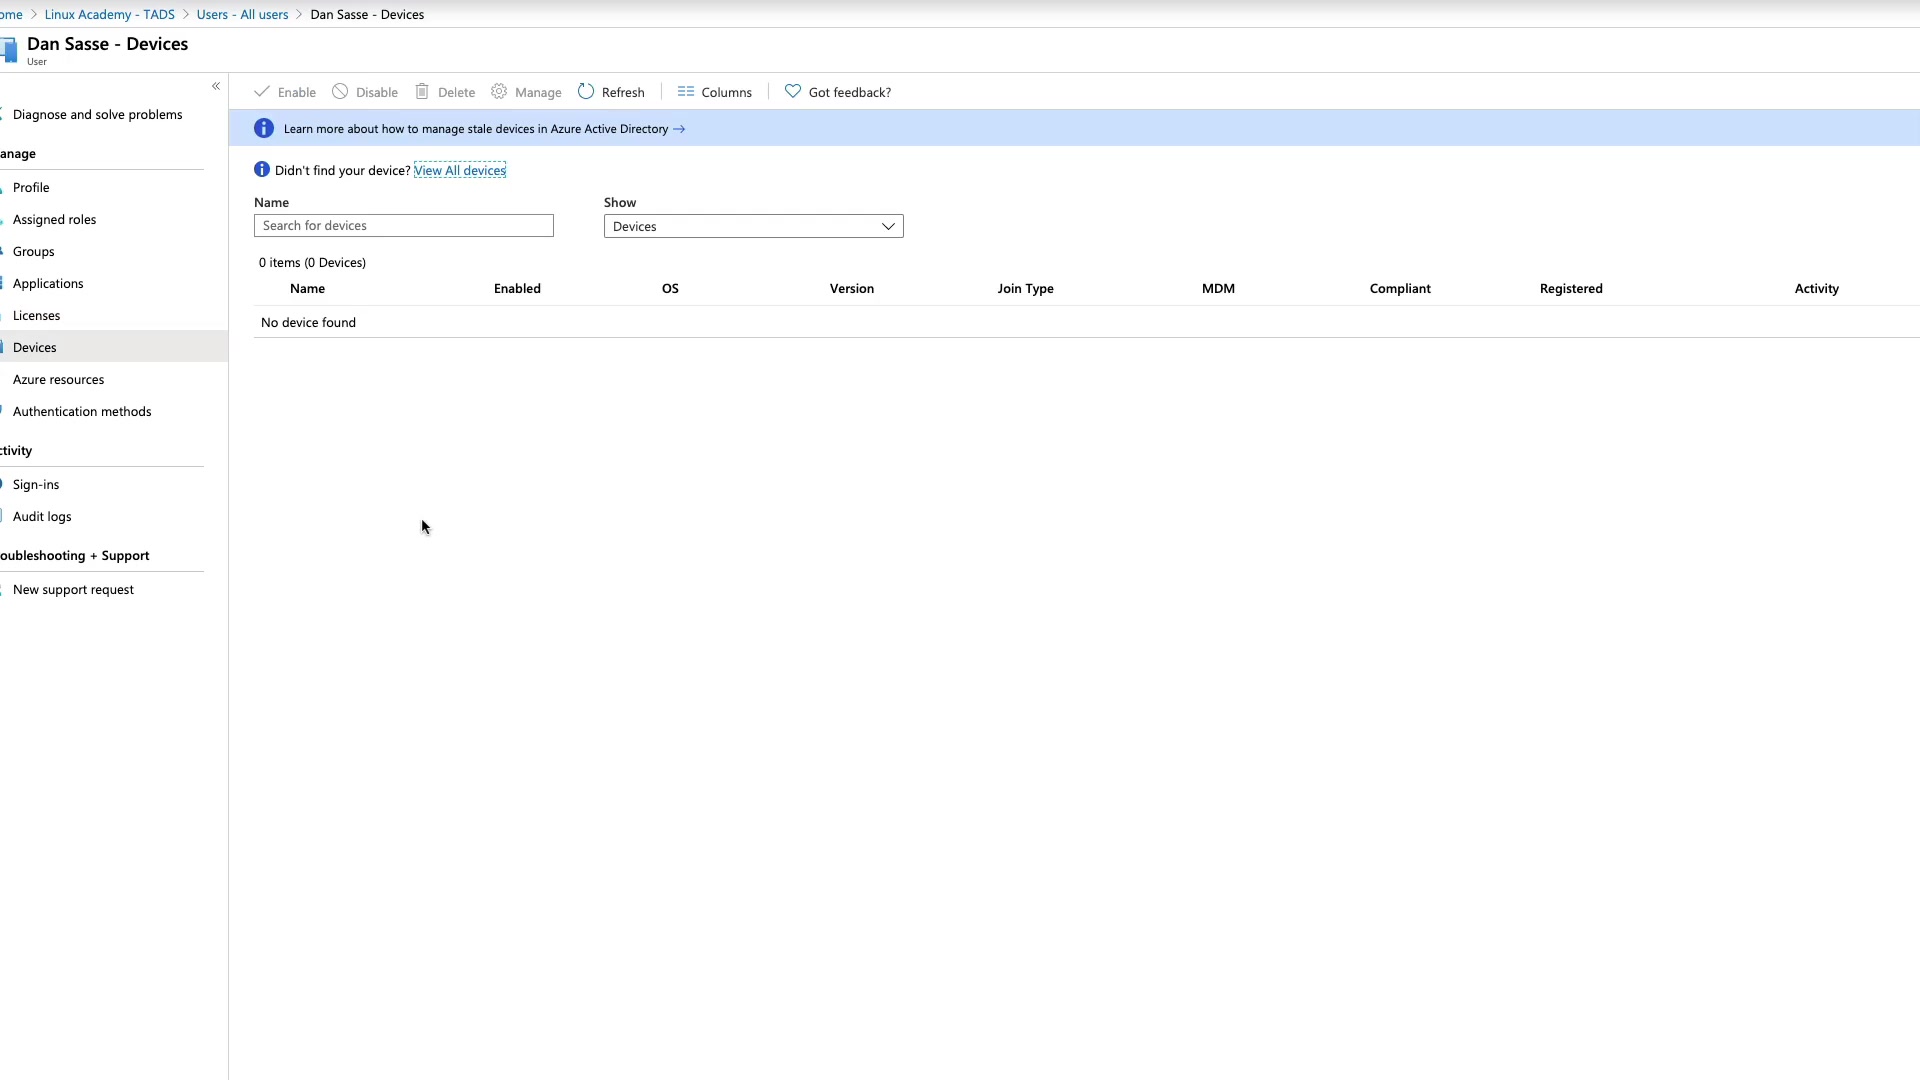 ome > Linux Academy - TADS > Users - All users > Dan Sasse - Devices
Dan Sasse - Devices
User
«
Diagnose and solve problems
anage
Profile
Assigned roles
Groups
Applications
Licenses
Devices
Azure resources
Authentication methods
ctivity
Sign-ins
Audit logs
oubleshooting + Support
New support request
Enable Disable Delete Manage Refresh Columns Got feedback?
Learn more about how to manage stale devices in Azure Active Directory →
Didn't find your device? View All devices
Name Show
Search for devices Devices
0 items (0 Devices)
Name Enabled OS Version Join Type MDM Compliant Registered Activity
No device found